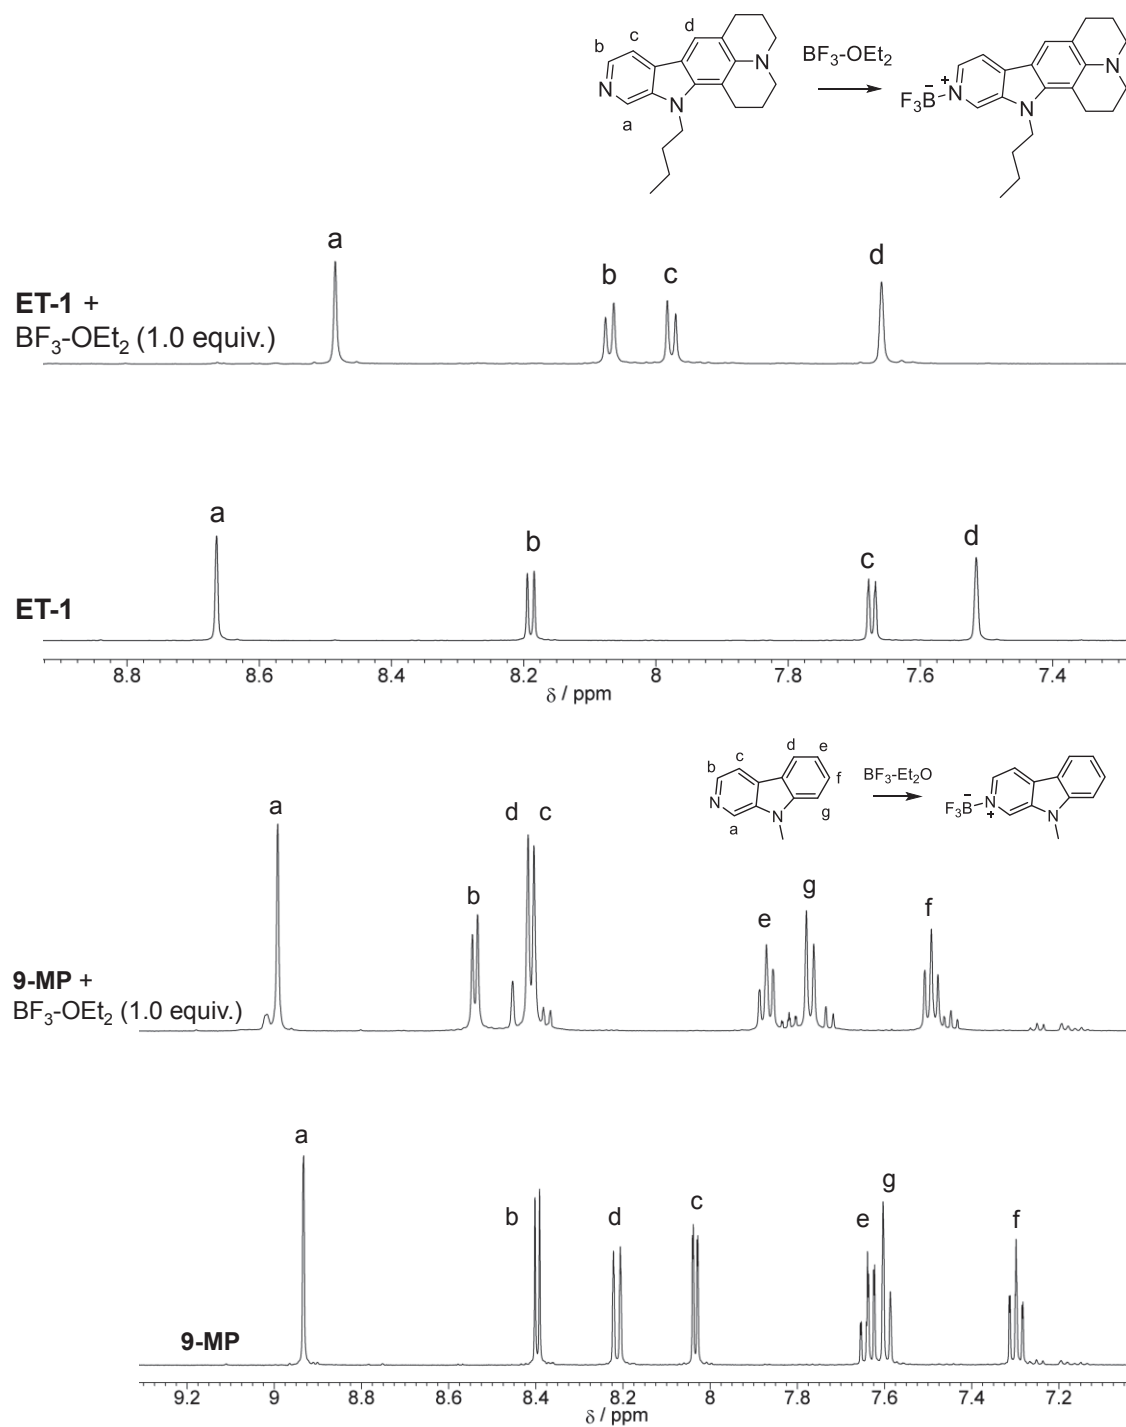 b c d
N N N
a
BF3-OEt2
F3B - + N N N
a b c d
ET-1 +
BF3-OEt2 (1.0 equiv.)
a b c d
ET-1
8.8 8.6 8.4 8.2 8 7.8 7.6 7.4
δ / ppm
b c d e f g
N N
a
BF3-Et2O
F3B - N + N
a b d c e g f
9-MP +
BF3-OEt2 (1.0 equiv.)
a b d c e g f
9-MP
9.2 9 8.8 8.6 8.4 8.2 8 7.8 7.6 7.4 7.2
δ / ppm